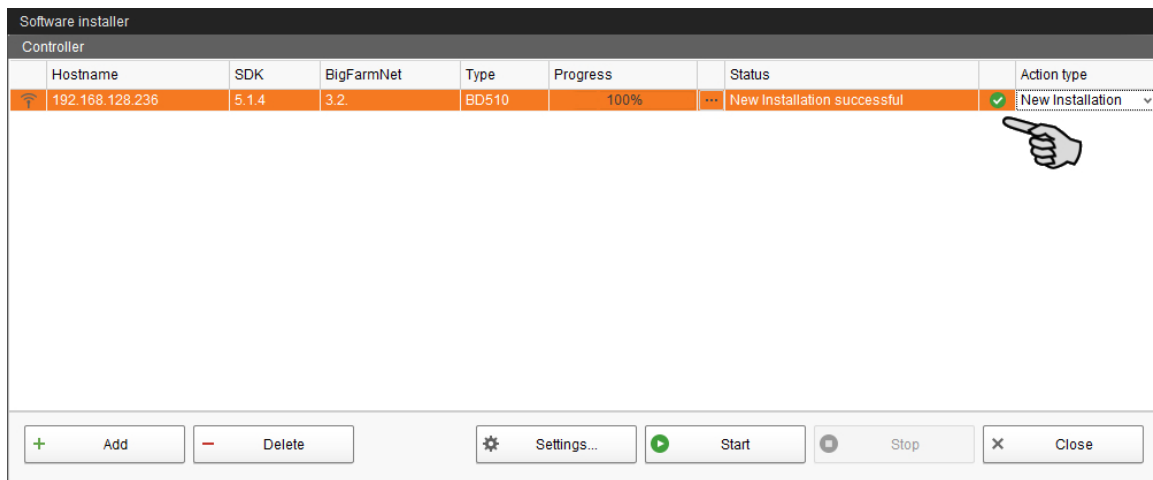 Software installer
Controller
Hostname SDK BigFarmNet Type Progress Status Action type
192.168.128.236 5.1.4 3.2. BD510 100% ... New Installation successful New Installation
Add Delete Settings... Start Stop Close